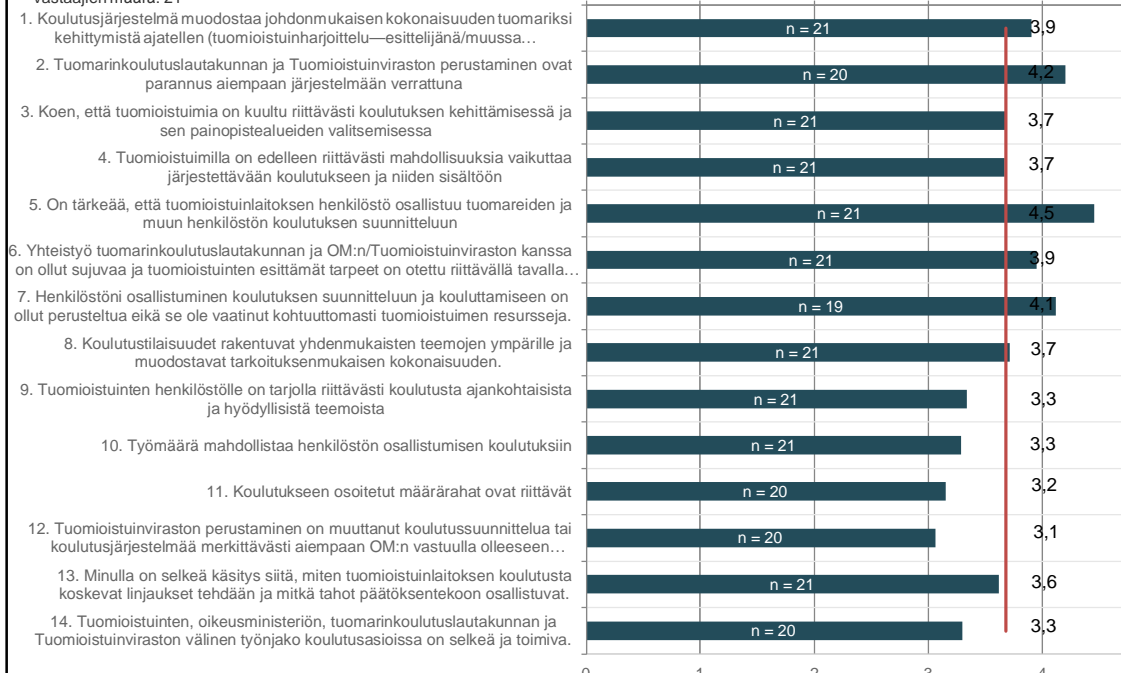 vastaajien määrä: 21
1. Koulutusjärjestelmä muodostaa johdonmukaisen kokonaisuuden tuomariksi
kehittymistä ajatellen (tuomioistuinharjoittelu—esittelijänä/muussa…
n = 21
3,9
2. Tuomarinkoulutuslautakunnan ja Tuomioistuinviraston perustaminen ovat
parannus aiempaan järjestelmään verrattuna
n = 20
4,2
3. Koen, että tuomioistuimia on kuultu riittävästi koulutuksen kehittämisessä ja
sen painopistealueiden valitsemisessa
n = 21
3,7
4. Tuomioistuimilla on edelleen riittävästi mahdollisuuksia vaikuttaa
järjestettävään koulutukseen ja niiden sisältöön
n = 21
3,7
5. On tärkeää, että tuomioistuinlaitoksen henkilöstö osallistuu tuomareiden ja
muun henkilöstön koulutuksen suunnitteluun
n = 21
4,5
6. Yhteistyö tuomarinkoulutuslautakunnan ja OM:n/Tuomioistuinviraston kanssa
on ollut sujuvaa ja tuomioistuinten esittämät tarpeet on otettu riittävällä tavalla…
n = 21
3,9
7. Henkilöstöni osallistuminen koulutuksen suunnitteluun ja kouluttamiseen on
ollut perusteltua eikä se ole vaatinut kohtuuttomasti tuomioistuimen resursseja.
n = 19
4,1
8. Koulutustilaisuudet rakentuvat yhdenmukaisten teemojen ympärille ja
muodostavat tarkoituksenmukaisen kokonaisuuden.
n = 21
3,7
9. Tuomioistuinten henkilöstölle on tarjolla riittävästi koulutusta ajankohtaisista
ja hyödyllisistä teemoista
n = 21
3,3
10. Työmäärä mahdollistaa henkilöstön osallistumisen koulutuksiin
n = 21
3,3
11. Koulutukseen osoitetut määrärahat ovat riittävät
n = 20
3,2
12. Tuomioistuinviraston perustaminen on muuttanut koulutussuunnittelua tai
koulutusjärjestelmää merkittävästi aiempaan OM:n vastuulla olleeseen…
n = 20
3,1
13. Minulla on selkeä käsitys siitä, miten tuomioistuinlaitoksen koulutusta
koskevat linjaukset tehdään ja mitkä tahot päätöksentekoon osallistuvat.
n = 21
3,6
14. Tuomioistuinten, oikeusministeriön, tuomarinkoulutuslautakunnan ja
Tuomioistuinviraston välinen työnjako koulutusasioissa on selkeä ja toimiva.
n = 20
3,3
0 1 2 3 4